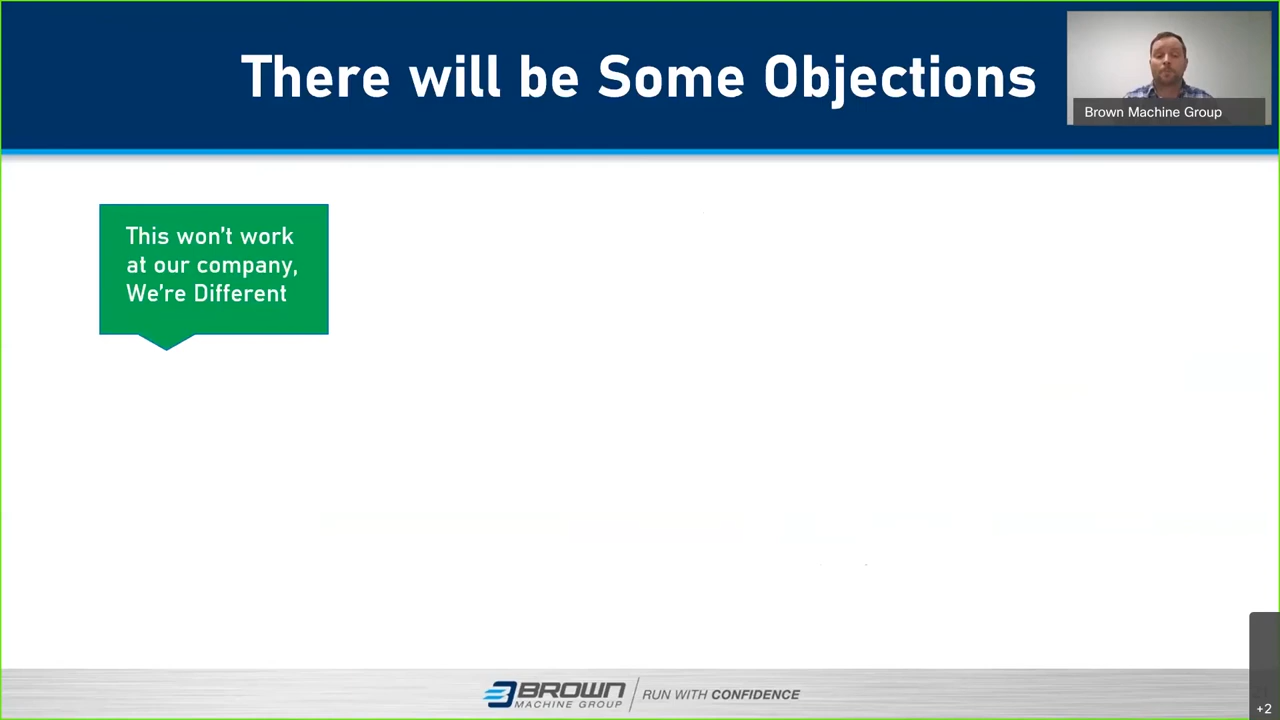 There will be Some Objections
Brown Machine Group
This won't work
at our company,
We're Different
BROWN
MACHINE GROUP
RUN WITH CONFIDENCE
+2